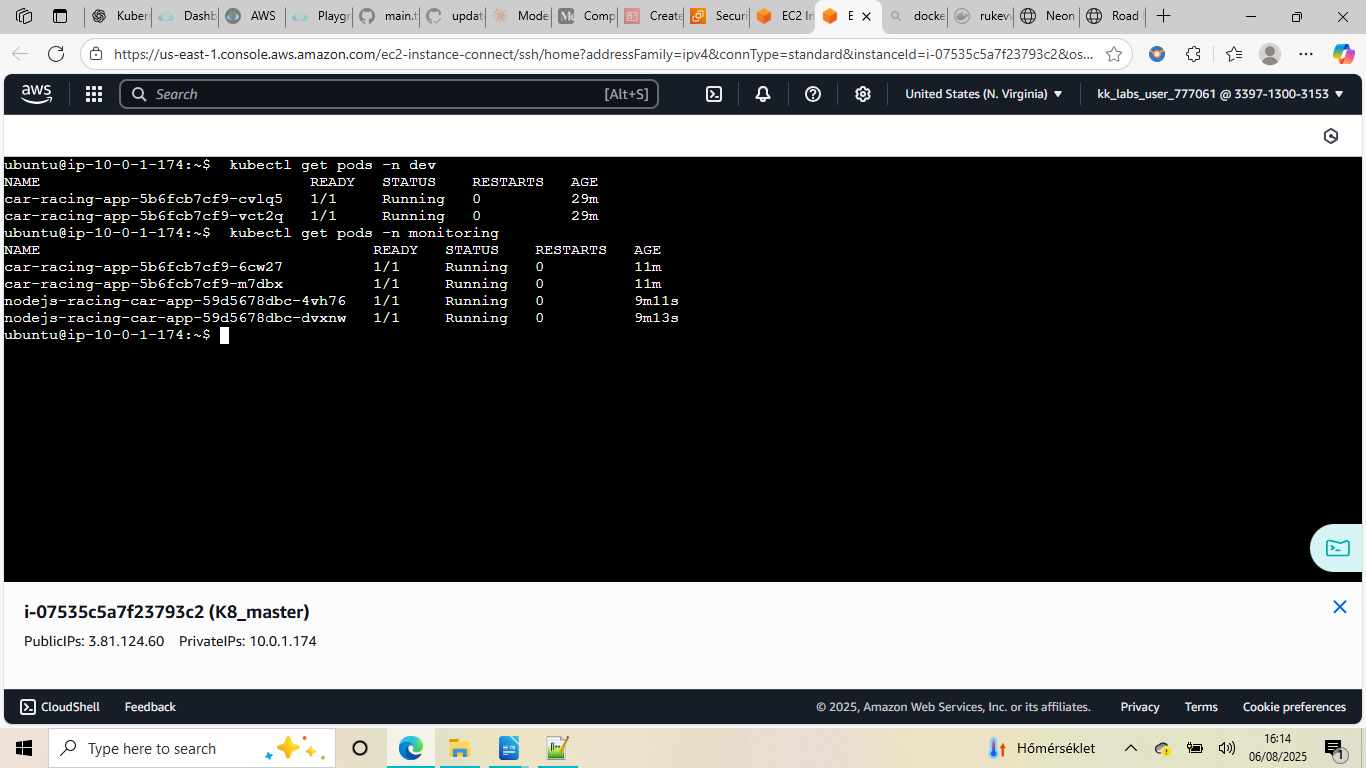 Kuber
Dashb
AWS
Playgr
main.t
updat
Mode
Comp
Create
Securi
EC2 In
E
docke
rukev
Neon
Road
https://us-east-1.console.aws.amazon.com/ec2-instance-connect/ssh/home?addressFamily=ipv4&connType=standard&instanceId=i-07535c5a7f23793c2&os...
aws
Search
[Alt+S]
United States (N. Virginia)
kk_labs_user_777061 @ 3397-1300-3153
ubuntu@ip-10-0-1-174:~$  kubectl get pods -n dev
NAME READY STATUS RESTARTS AGE
car-racing-app-5b6fcb7cf9-cvlq5 1/1 Running 0 29m
car-racing-app-5b6fcb7cf9-vct2q 1/1 Running 0 29m
ubuntu@ip-10-0-1-174:~$  kubectl get pods -n monitoring
NAME READY STATUS RESTARTS AGE
car-racing-app-5b6fcb7cf9-6cw27 1/1 Running 0 11m
car-racing-app-5b6fcb7cf9-m7dbx 1/1 Running 0 11m
nodejs-racing-car-app-59d5678dbc-4vh76 1/1 Running 0 9m11s
nodejs-racing-car-app-59d5678dbc-dvxnw 1/1 Running 0 9m13s
ubuntu@ip-10-0-1-174:~$
i-07535c5a7f23793c2 (K8_master)
PublicIPs: 3.81.124.60 PrivateIPs: 10.0.1.174
CloudShell
Feedback
© 2025, Amazon Web Services, Inc. or its affiliates.
Privacy
Terms
Cookie preferences
Type here to search
Hőmérséklet
16:14
06/08/2025
1